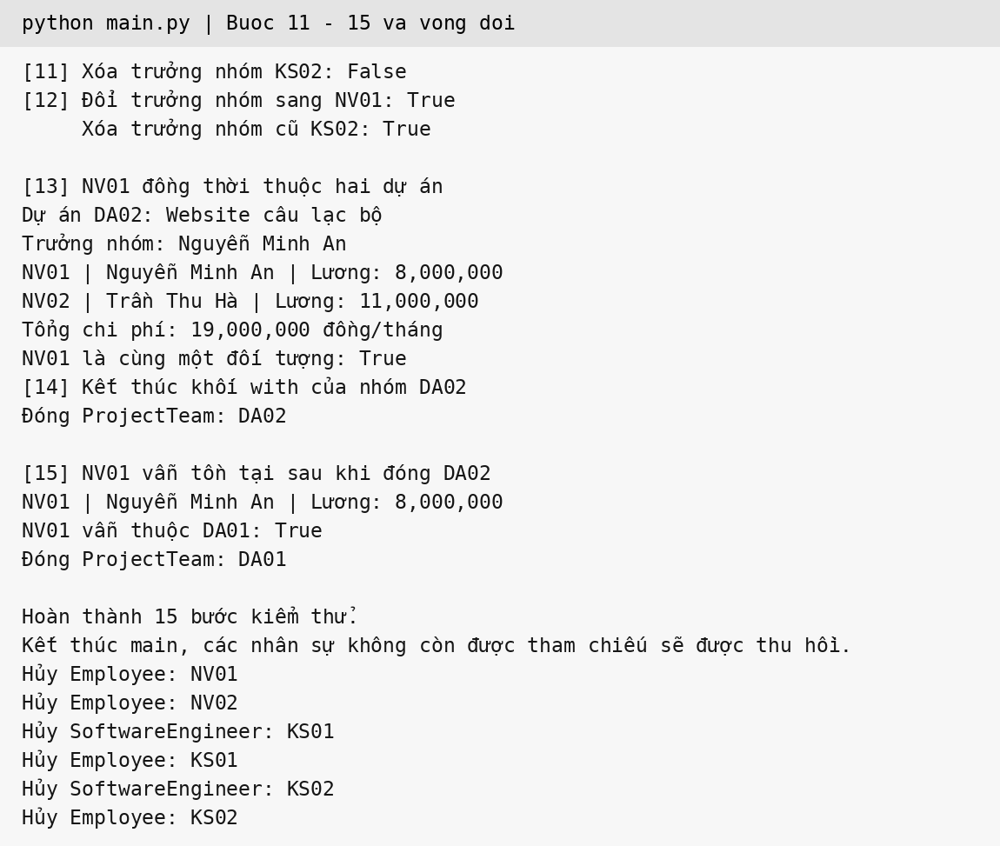 python main.py | Buoc 11 - 15 va vong doi
[11] Xóa trưởng nhóm KS02: False
[12] Đổi trưởng nhóm sang NV01: True
Xóa trưởng nhóm cũ KS02: True
[13] NV01 đồng thời thuộc hai dự án
Dự án DA02: Website câu lạc bộ
Trưởng nhóm: Nguyễn Minh An
NV01 | Nguyễn Minh An | Lương: 8,000,000
NV02 | Trần Thu Hà | Lương: 11,000,000
Tổng chi phí: 19,000,000 đồng/tháng
NV01 là cùng một đối tượng: True
[14] Kết thúc khối with của nhóm DA02
Đóng ProjectTeam: DA02
[15] NV01 vẫn tồn tại sau khi đóng DA02
NV01 | Nguyễn Minh An | Lương: 8,000,000
NV01 vẫn thuộc DA01: True
Đóng ProjectTeam: DA01
Hoàn thành 15 bước kiểm thử.
Kết thúc main, các nhân sự không còn được tham chiếu sẽ được thu hồi.
Hủy Employee: NV01
Hủy Employee: NV02
Hủy SoftwareEngineer: KS01
Hủy Employee: KS01
Hủy SoftwareEngineer: KS02
Hủy Employee: KS02